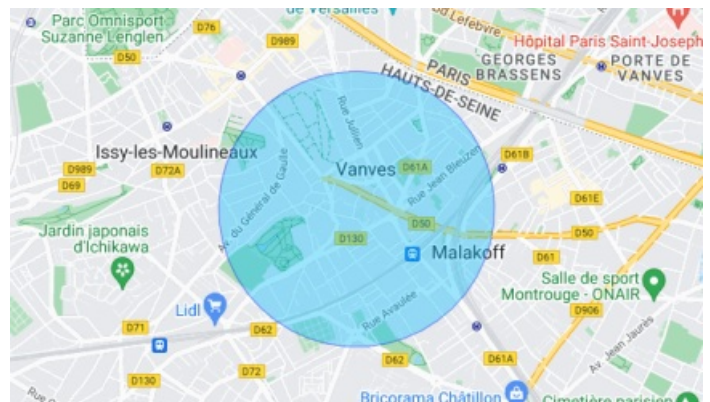 de Versailles
Parc Omnisport
Suzanne Lenglen
D76
D989
D50
Bd Lefebvre
Hôpital Paris Saint-Joseph
GEORGES
BRASSENS
PORTE DE
VANVES
PARIS
HAUTS-DE-SEINE
Rue Jullien
Issy-les-Moulineaux
D989
D72A
D69
Av. du Général de Gaulle
Vanves
D61A
Rue Jean Bleuzen
D61B
D61E
D50
D50
D130
Jardin japonais
d'Ichikawa
Malakoff
D61
Salle de sport
Montrouge - ONAIR
Lidl
D906
Rue Avaulée
D71
D62
Av. Jean Jaurès
D62
D61A
D72
D130
Bricorama Châtillon
Cimetière parisien